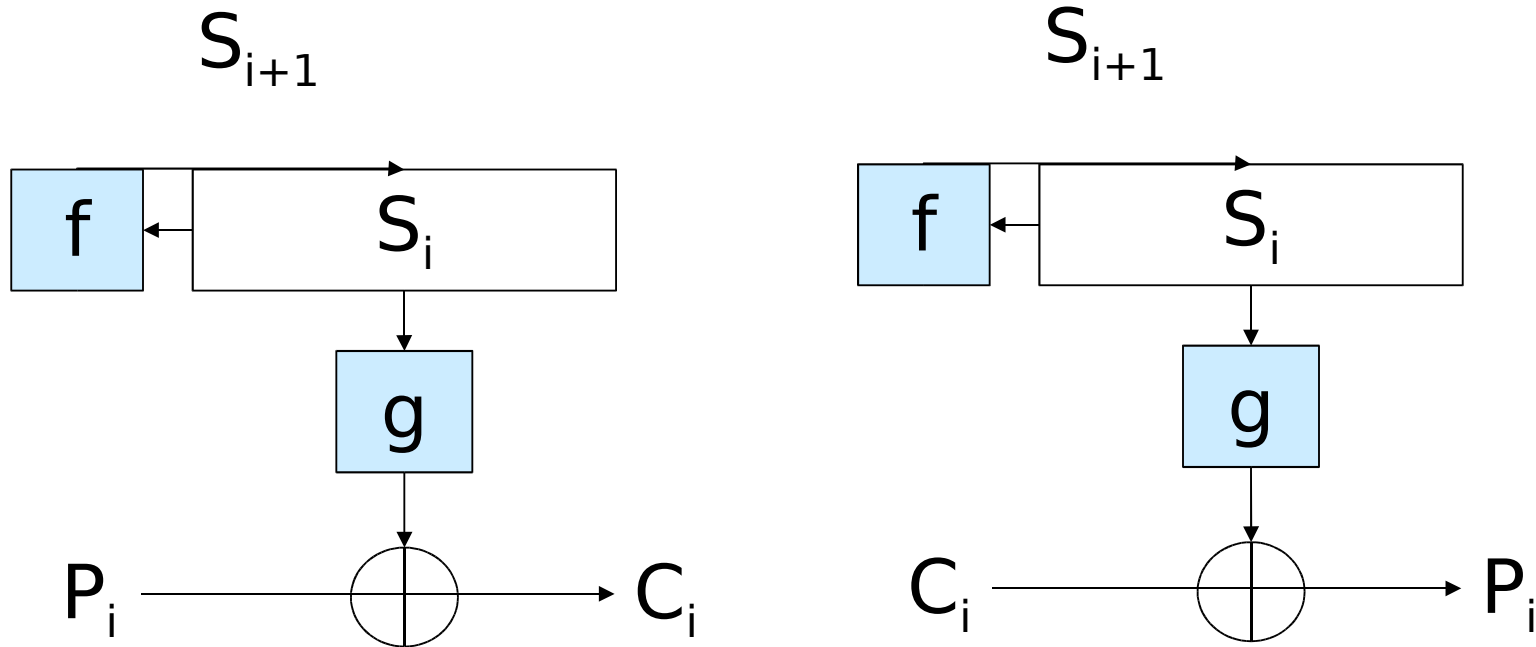 S_{i+1} S_{i+1}
f S_i f S_i
g g
P_i C_i C_i P_i